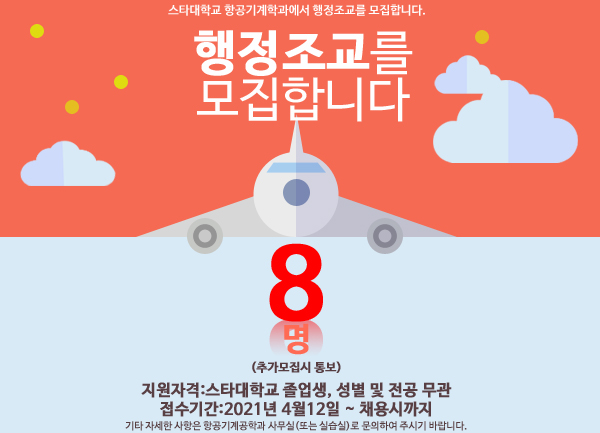 스타대학교 항공기계학과에서 행정조교를 모집합니다.
행정조교를
모집합니다
8
명
(추가모집시 통보)
지원자격:스타대학교 졸업생, 성별 및 전공 무관
접수기간:2021년 4월12일 ~ 채용시까지
기타 자세한 사항은 항공기계공학과 사무실(또는 실습실)로 문의하여 주시기 바랍니다.